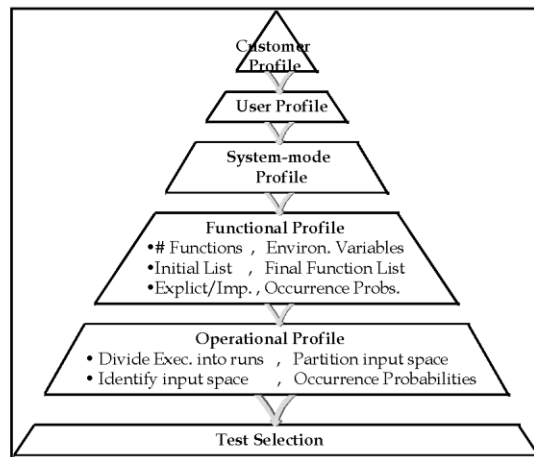 Customer
Profile
User Profile
System-mode
Profile
Functional Profile
•# Functions , Environ. Variables
•Initial List , Final Function List
•Explict/Imp. , Occurrence Probs.
Operational Profile
• Divide Exec. into runs , Partition input space
• Identify input space , Occurrence Probabilities
Test Selection